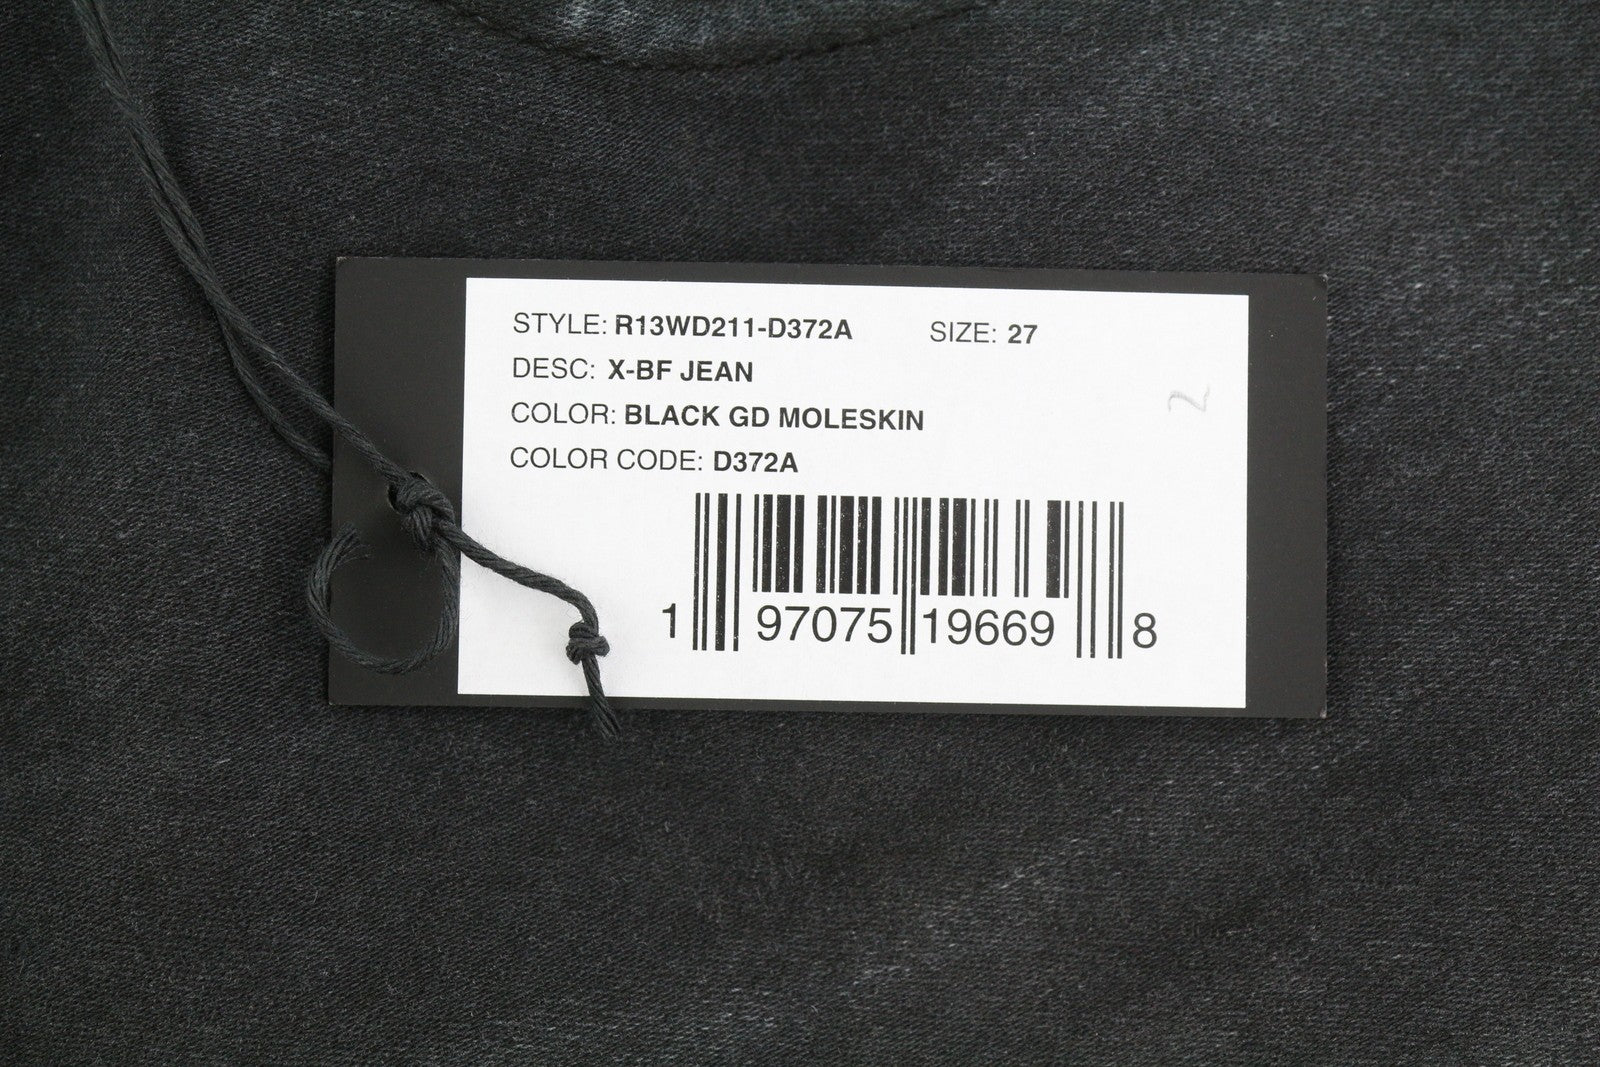 STYLE: R13WD211-D372A SIZE: 27
DESC: X-BF JEAN
COLOR: BLACK GD MOLESKIN
2
COLOR CODE: D372A
1 97075 19669 8